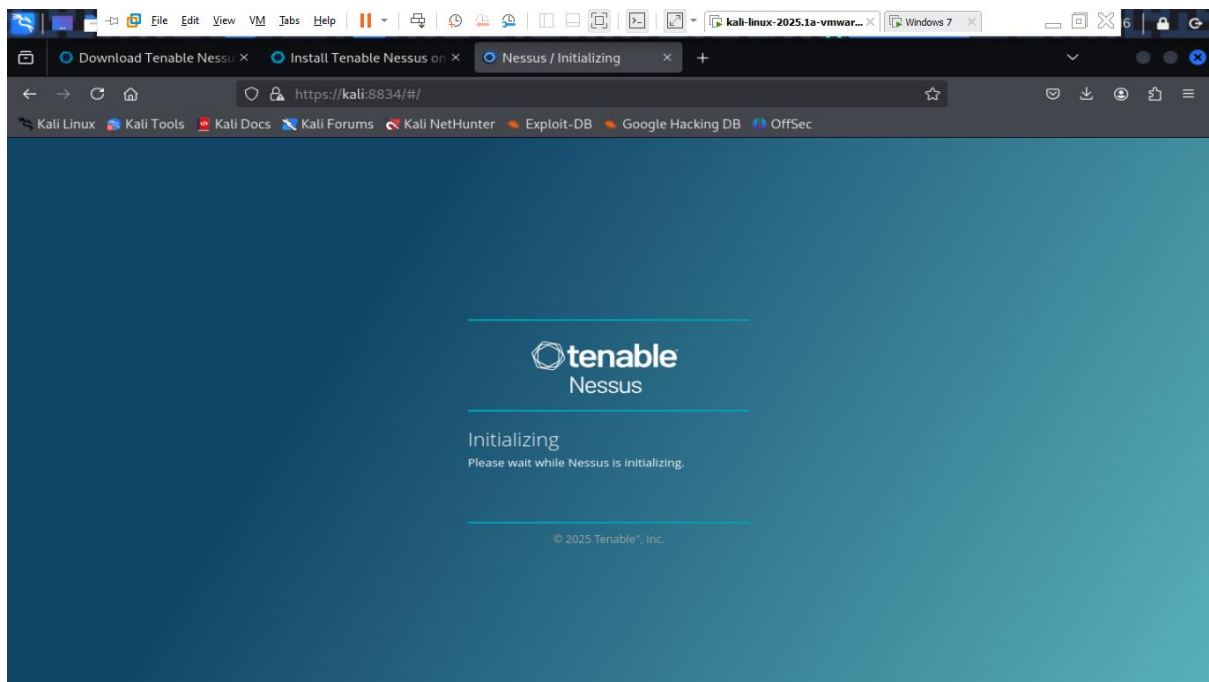 File Edit View VM Tabs Help kali-linux-2025.1a-vmwar... Windows 7 6
Download Tenable Nessu Install Tenable Nessus on Nessus / Initializing
https://kali:8834/#/
Kali Linux Kali Tools Kali Docs Kali Forums Kali NetHunter Exploit-DB Google Hacking DB OffSec
tenable
Nessus
Initializing
Please wait while Nessus is initializing.
© 2025 Tenable™, Inc.